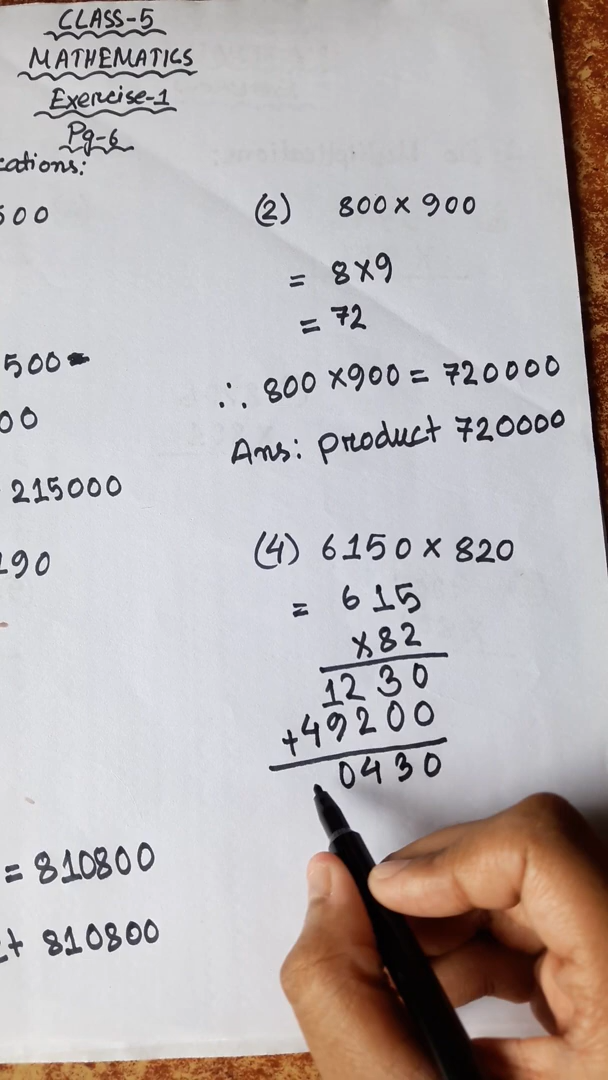 CLASS-5
MATHEMATICS
Exercise-1
Pg-6
cations:
500
500
00
215000
190
= 810800
810800
(2) 800 × 900
= 8×9
= 72
∴ 800 ×900 = 720000
Ans: product 720000
(4) 6150 × 820
= 615
×82
1230
+49200
0430